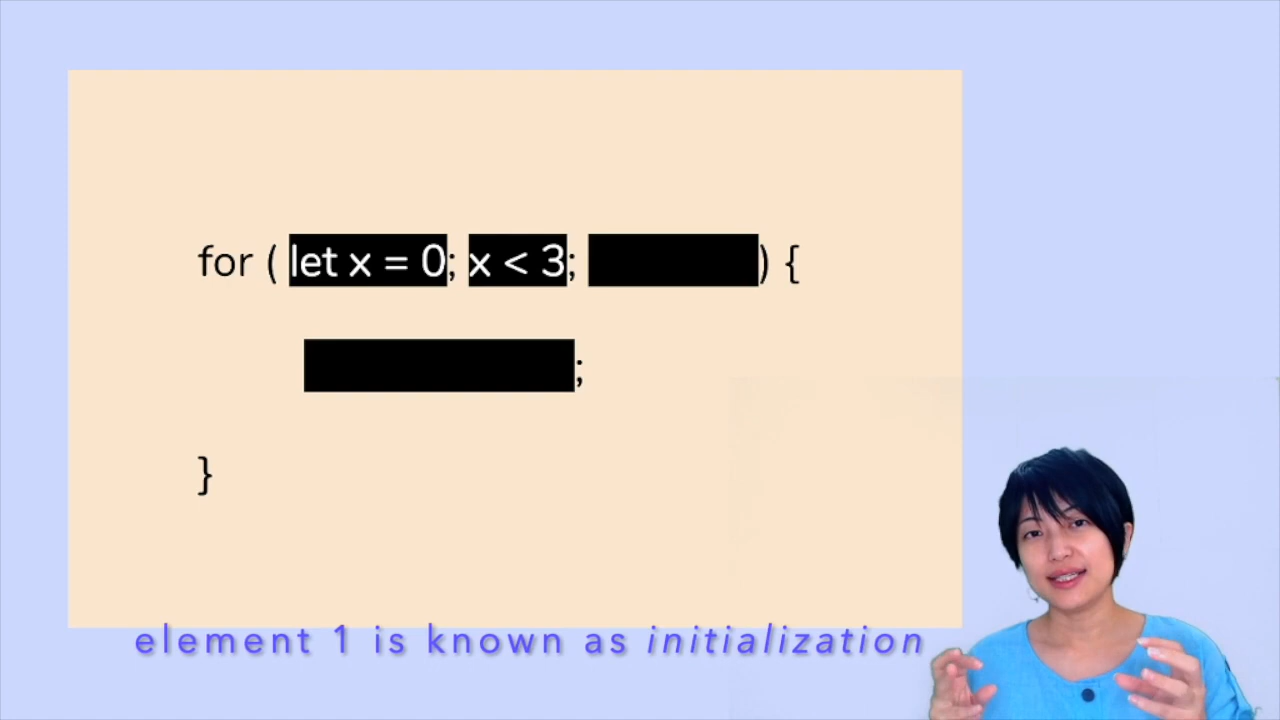 for ( let x = 0; x < 3; ) {
;
}
element 1 is known as initialization